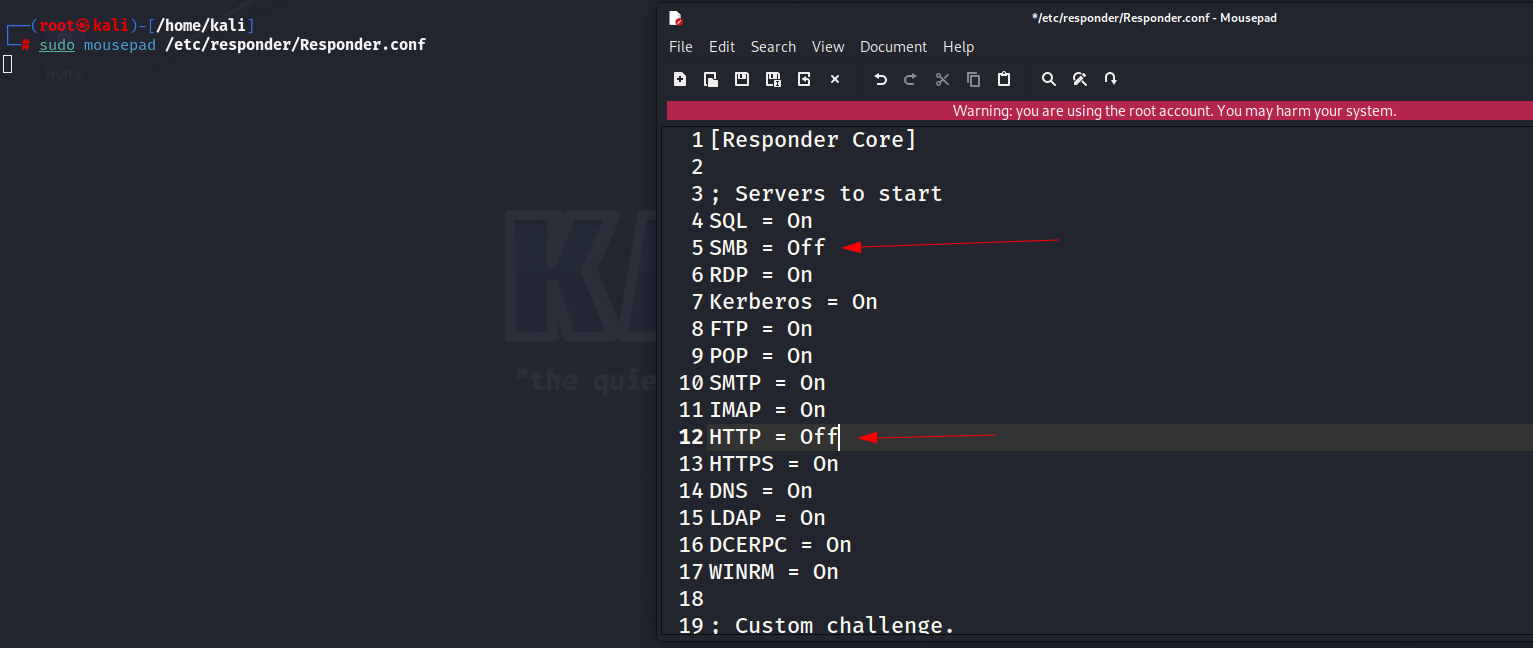 (root㉿kali)-[/home/kali]
# sudo mousepad /etc/responder/Responder.conf
Home
"the quie
*/etc/responder/Responder.conf - Mousepad
File Edit Search View Document Help
Warning: you are using the root account. You may harm your system.
1 [Responder Core]
2
3 ; Servers to start
4 SQL = On
5 SMB = Off
6 RDP = On
7 Kerberos = On
8 FTP = On
9 POP = On
10 SMTP = On
11 IMAP = On
12 HTTP = Off
13 HTTPS = On
14 DNS = On
15 LDAP = On
16 DCERPC = On
17 WINRM = On
18
19 ; Custom challenge.